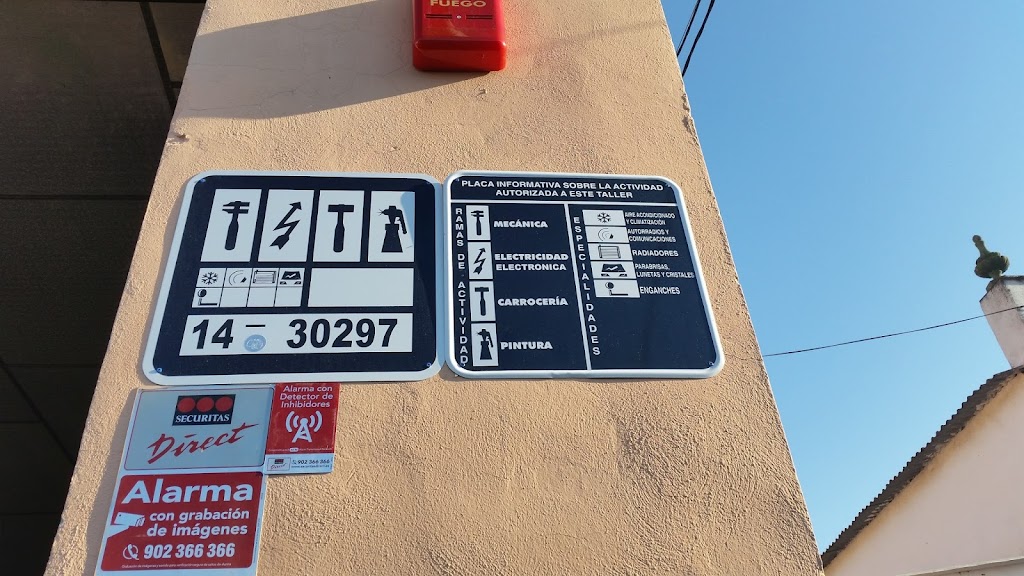 FUEGO
14 - 30297
PLACA INFORMATIVA SOBRE LA ACTIVIDAD
AUTORIZADA A ESTE TALLER
RAMAS DE ACTIVIDAD
MECÁNICA
ELECTRICIDAD
ELECTRONICA
CARROCERÍA
PINTURA
ESPECIALIDADES
AIRE ACONDICIONADO
Y CLIMATIZACIÓN
AUTORRADIOS Y
COMUNICACIONES
RADIADORES
PARABRISAS,
LUNETAS Y CRISTALES
ENGANCHES
SECURITAS
Direct
Alarma
con grabación
de imágenes
902 366 366
Alarma con
Detector de
Inhibidores
902 366 366